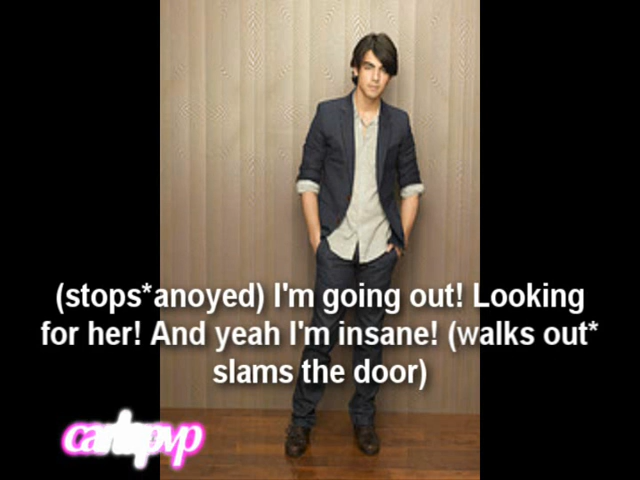 (stops*anoyed) I'm going out! Looking
for her! And yeah I'm insane! (walks out*
slams the door)